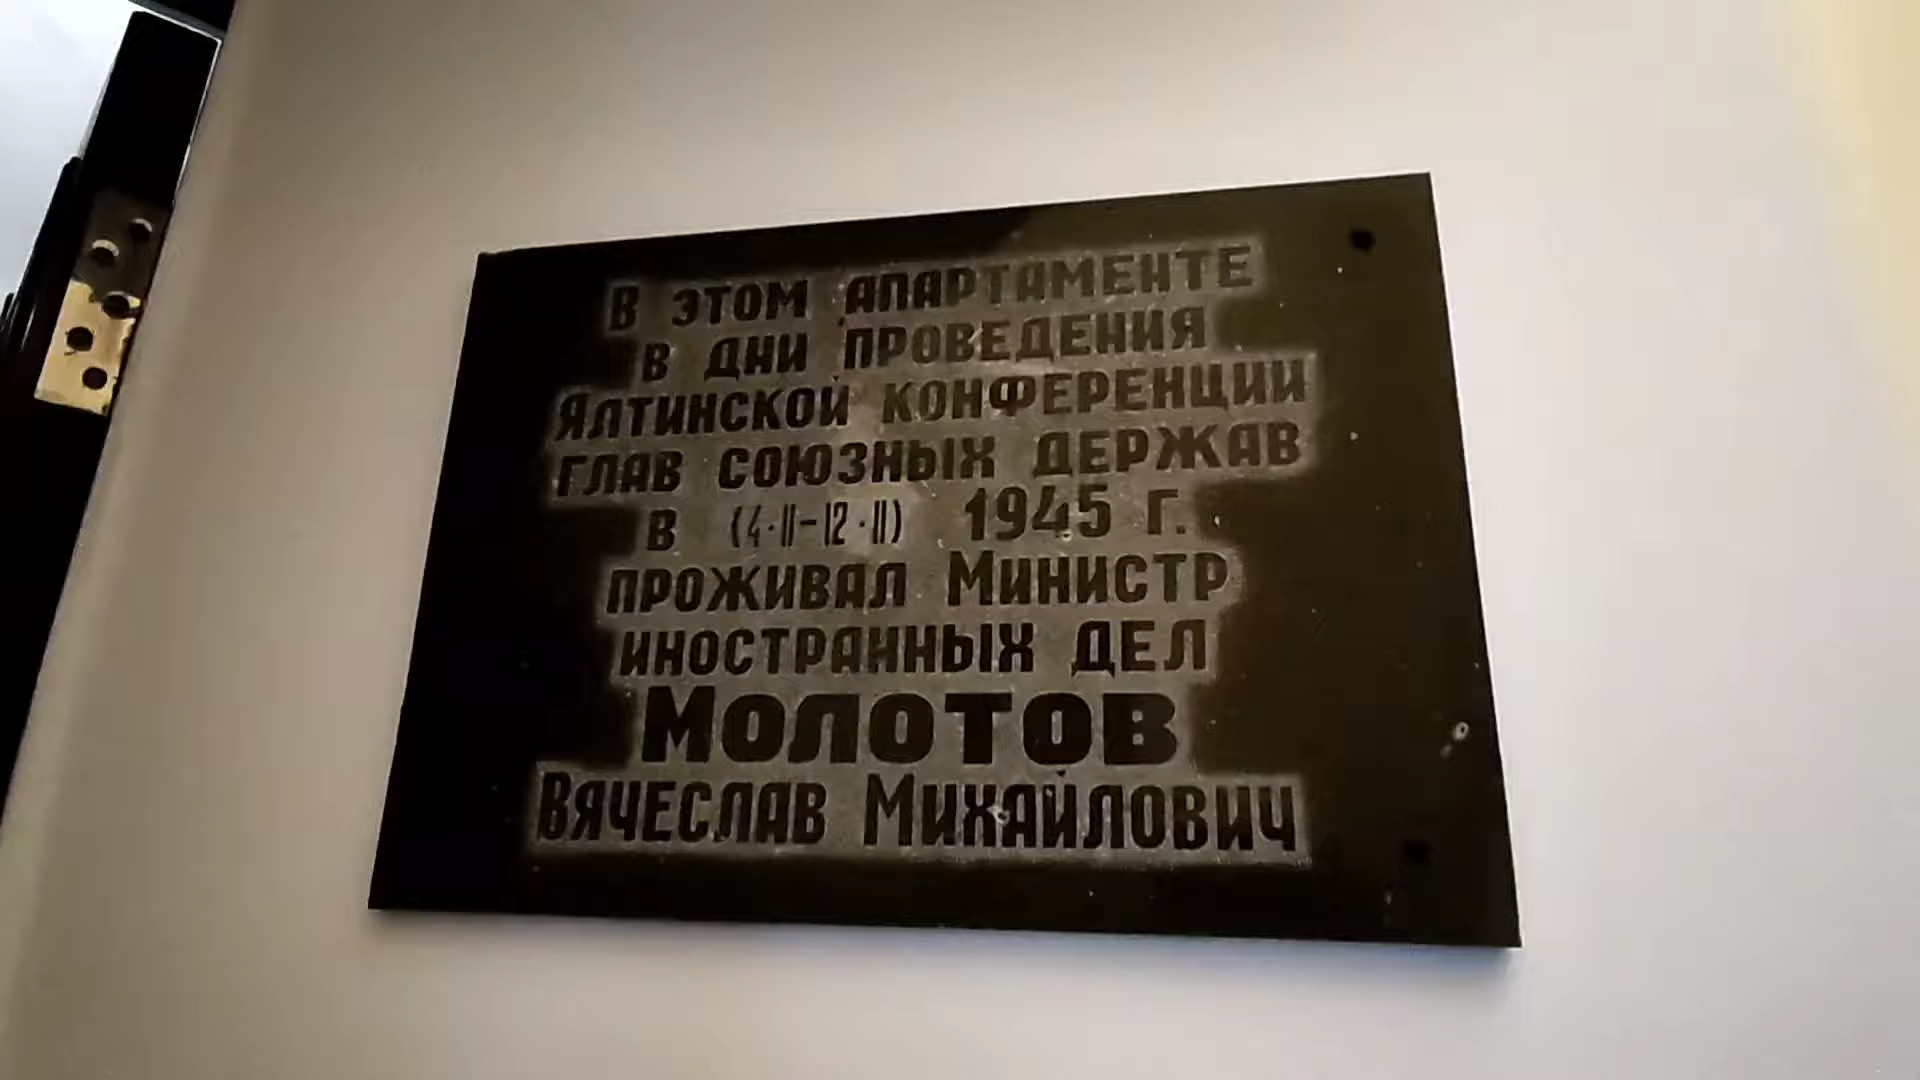 В ЭТОМ АПАРТАМЕНТЕ
В ДНИ ПРОВЕДЕНИЯ
ЯЛТИНСКОЙ КОНФЕРЕНЦИИ
ГЛАВ СОЮЗНЫХ ДЕРЖАВ
В (4·II-12·II) 1945 Г.
ПРОЖИВАЛ МИНИСТР
ИНОСТРАННЫХ ДЕЛ
МОЛОТОВ
ВЯЧЕСЛАВ МИХАЙЛОВИЧ